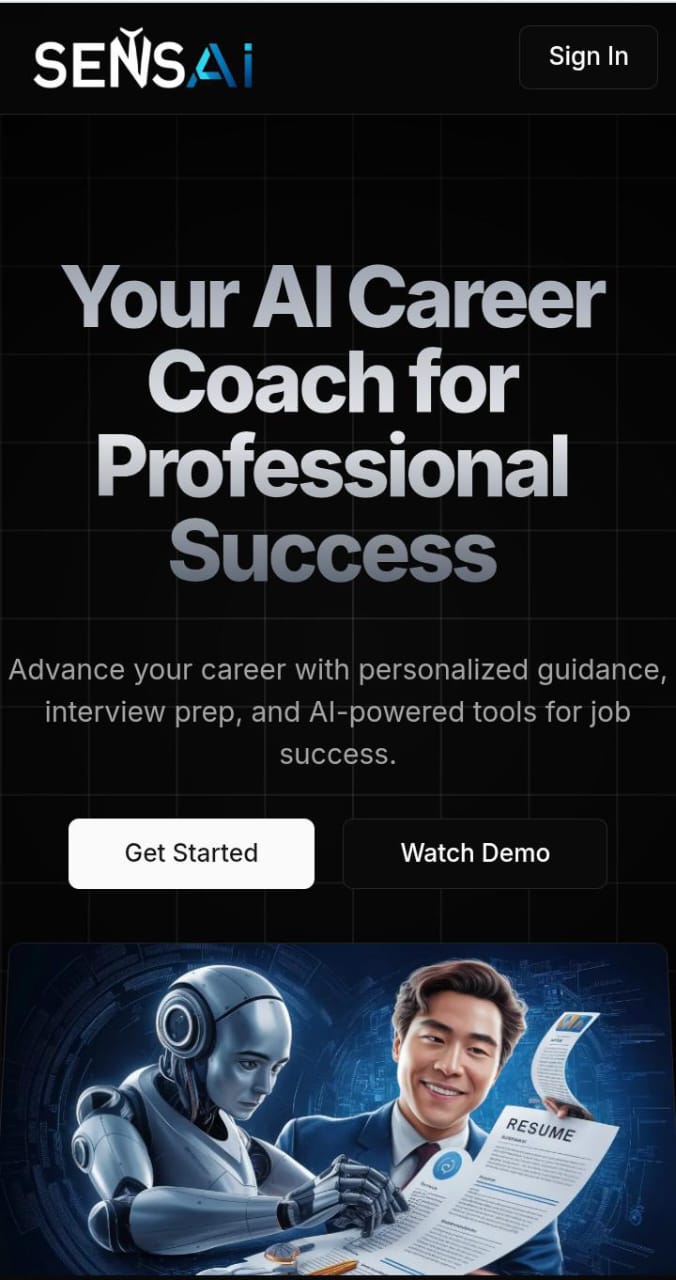 SENSAi
Sign In
Your AI Career
Coach for
Professional
Success
Advance your career with personalized guidance,
interview prep, and AI-powered tools for job
success.
Get Started
Watch Demo
RESUME